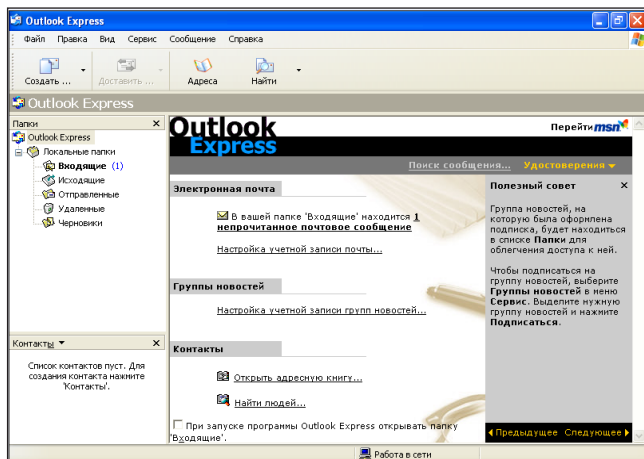 Outlook Express
Файл Правка Вид Сервис Сообщение Справка
Создать ... Доставить ... Адреса Найти
Outlook Express
Папки
Outlook Express
Локальные папки
Входящие (1)
Исходящие
Отправленные
Удаленные
Черновики
Контакты
Список контактов пуст. Для
создания контакта нажмите
'Контакты'.
Outlook
Express
Перейти msn
Поиск сообщения... Удостоверения
Электронная почта
В вашей папке 'Входящие' находится 1
непрочитанное почтовое сообщение
Настройка учетной записи почты...
Группы новостей
Настройка учетной записи групп новостей...
Контакты
Открыть адресную книгу...
Найти людей...
При запуске программы Outlook Express открывать папку
'Входящие'.
Полезный совет
Группа новостей, на
которую была оформлена
подписка, будет находиться
в списке Папки для
облегчения доступа к ней.
Чтобы подписаться на
группу новостей, выберите
Группы новостей в меню
Сервис. Выделите нужную
группу новостей и нажмите
Подписаться.
Предыдущее Следующее
Работа в сети